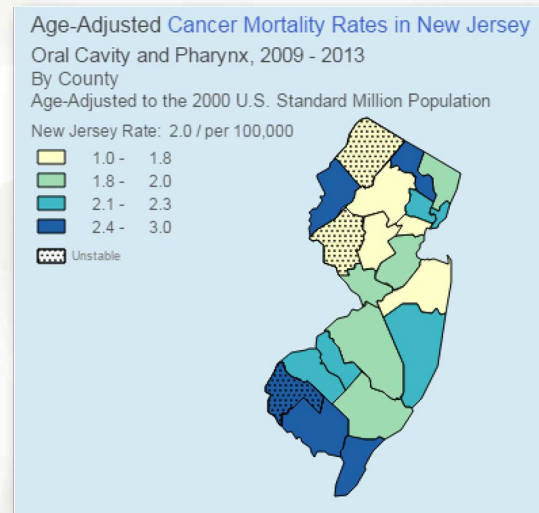 Age-Adjusted Cancer Mortality Rates in New Jersey
Oral Cavity and Pharynx, 2009 - 2013
By County
Age-Adjusted to the 2000 U.S. Standard Million Population
New Jersey Rate: 2.0 / per 100,000
1.0 - 1.8
1.8 - 2.0
2.1 - 2.3
2.4 - 3.0
Unstable